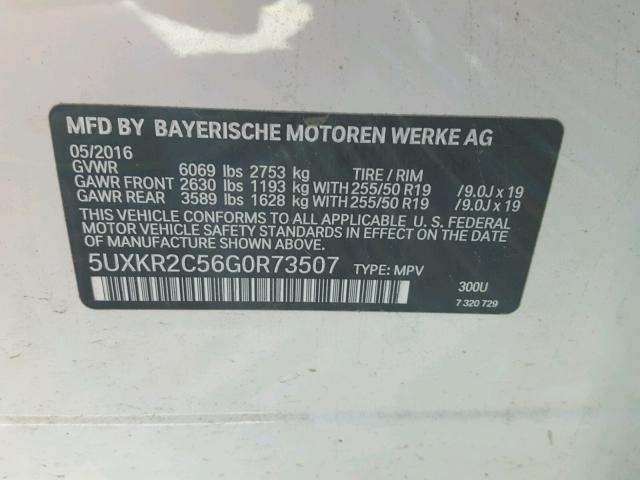 MFD BY BAYERISCHE MOTOREN WERKE AG
05/2016
GVWR 6069 lbs 2753 kg TIRE / RIM
GAWR FRONT 2630 lbs 1193 kg WITH 255/50 R19 /9.0J x 19
GAWR REAR 3589 lbs 1628 kg WITH 255/50 R19 /9.0J x 19
THIS VEHICLE CONFORMS TO ALL APPLICABLE U. S. FEDERAL
MOTOR VEHICLE SAFETY STANDARDS IN EFFECT ON THE
DATE OF MANUFACTURE SHOWN ABOVE.
5UXKR2C56G0R73507 TYPE: MPV
300U
7 320 729